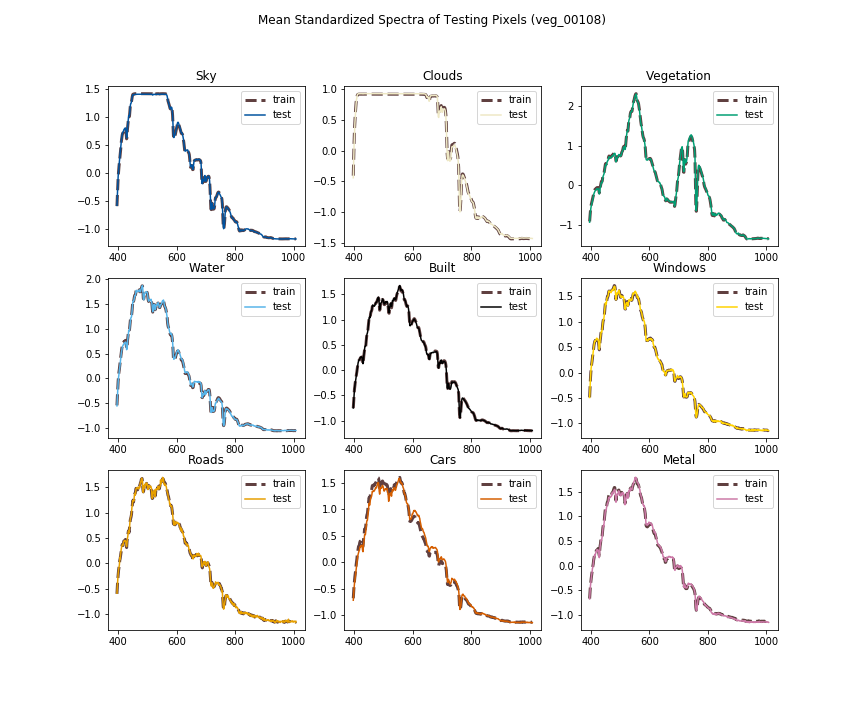 Mean Standardized Spectra of Testing Pixels (veg_00108)
Sky Clouds Vegetation
1.5 1.0 0.5 0.0 −0.5 −1.0
train
test
400 600 800 1000
1.0 0.5 0.0 −0.5 −1.0 −1.5
train
test
400 600 800 1000
2 1 0 −1
train
test
400 600 800 1000
Water Built Windows
2.0 1.5 1.0 0.5 0.0 −0.5 −1.0
train
test
400 600 800 1000
1.5 1.0 0.5 0.0 −0.5 −1.0
train
test
400 600 800 1000
1.5 1.0 0.5 0.0 −0.5 −1.0
train
test
400 600 800 1000
Roads Cars Metal
1.5 1.0 0.5 0.0 −0.5 −1.0
train
test
400 600 800 1000
1.5 1.0 0.5 0.0 −0.5 −1.0
train
test
400 600 800 1000
1.5 1.0 0.5 0.0 −0.5 −1.0
train
test
400 600 800 1000